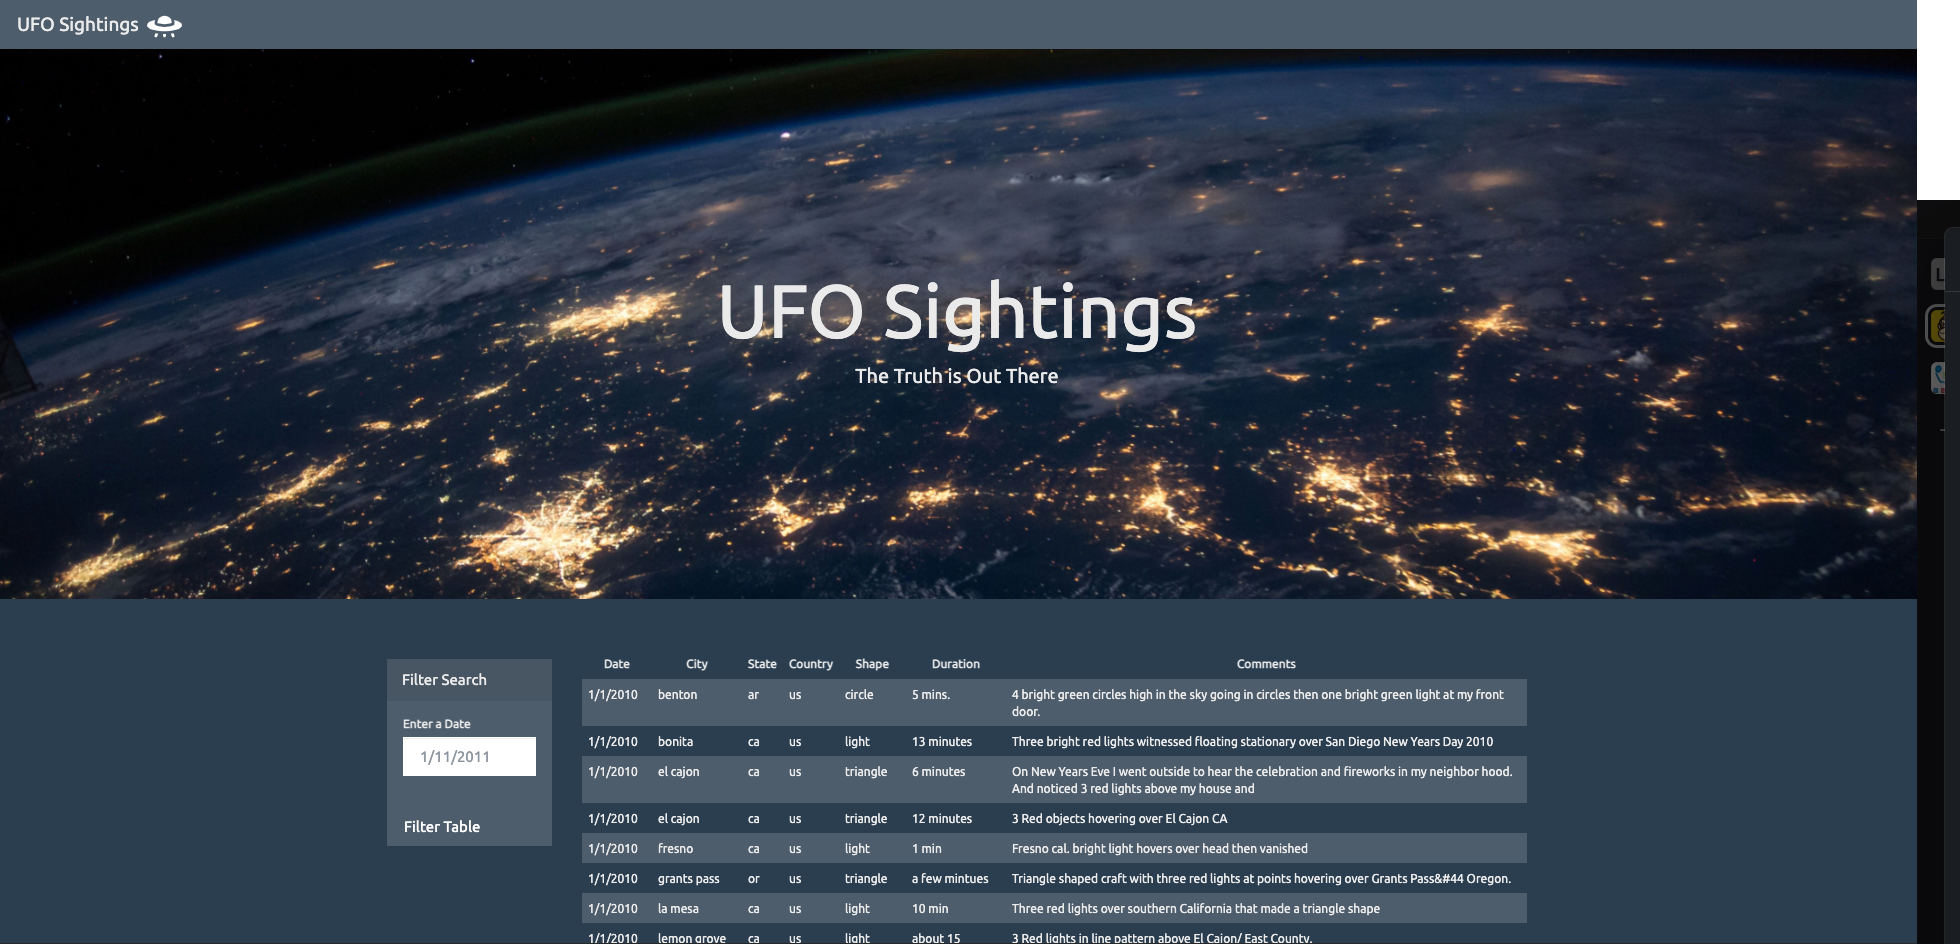 UFO Sightings
UFO Sightings
The Truth is Out There
Filter Search
Enter a Date
1/11/2011
Filter Table
Date City State Country Shape Duration Comments
1/1/2010 benton ar us circle 5 mins. 4 bright green circles high in the sky going in circles then one bright green light at my front
door.
1/1/2010 bonita ca us light 13 minutes Three bright red lights witnessed floating stationary over San Diego New Years Day 2010
1/1/2010 el cajon ca us triangle 6 minutes On New Years Eve I went outside to hear the celebration and fireworks in my neighbor hood.
And noticed 3 red lights above my house and
1/1/2010 el cajon ca us triangle 12 minutes 3 Red objects hovering over El Cajon CA
1/1/2010 fresno ca us light 1 min Fresno cal. bright light hovers over head then vanished
1/1/2010 grants pass or us triangle a few mintues Triangle shaped craft with three red lights at points hovering over Grants Pass&#44 Oregon.
1/1/2010 la mesa ca us light 10 min Three red lights over southern California that made a triangle shape
1/1/2010 lemon grove ca us light about 15 3 Red lights in line pattern above El Cajon/ East County.
L